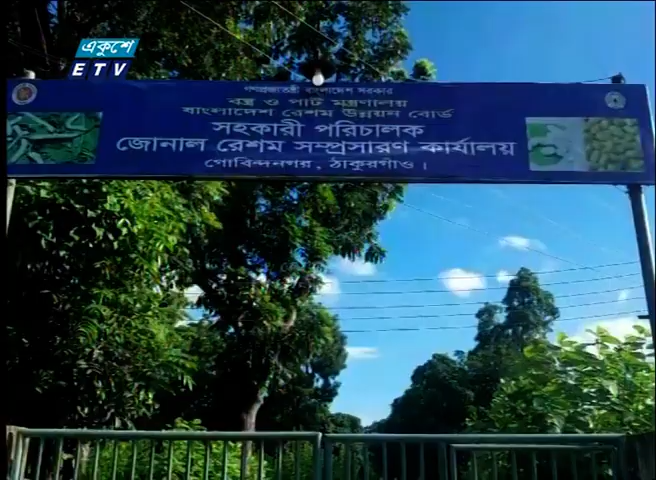 একুশে
ETV
গণপ্রজাতন্ত্রী বাংলাদেশ সরকার
বস্ত্র ও পাট মন্ত্রণালয়
বাংলাদেশ রেশম উন্নয়ন বোর্ড
সহকারী পরিচালক
জোনাল রেশম সম্প্রসারণ কার্যালয়
গোবিন্দনগর, ঠাকুরগাঁও ।